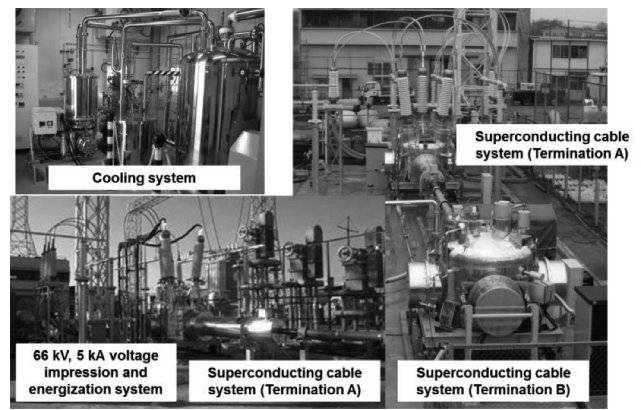 Cooling system
Superconducting cable
system (Termination A)
66 kV, 5 kA voltage
impression and
energization system
Superconducting cable
system (Termination A)
Superconducting cable
system (Termination B)